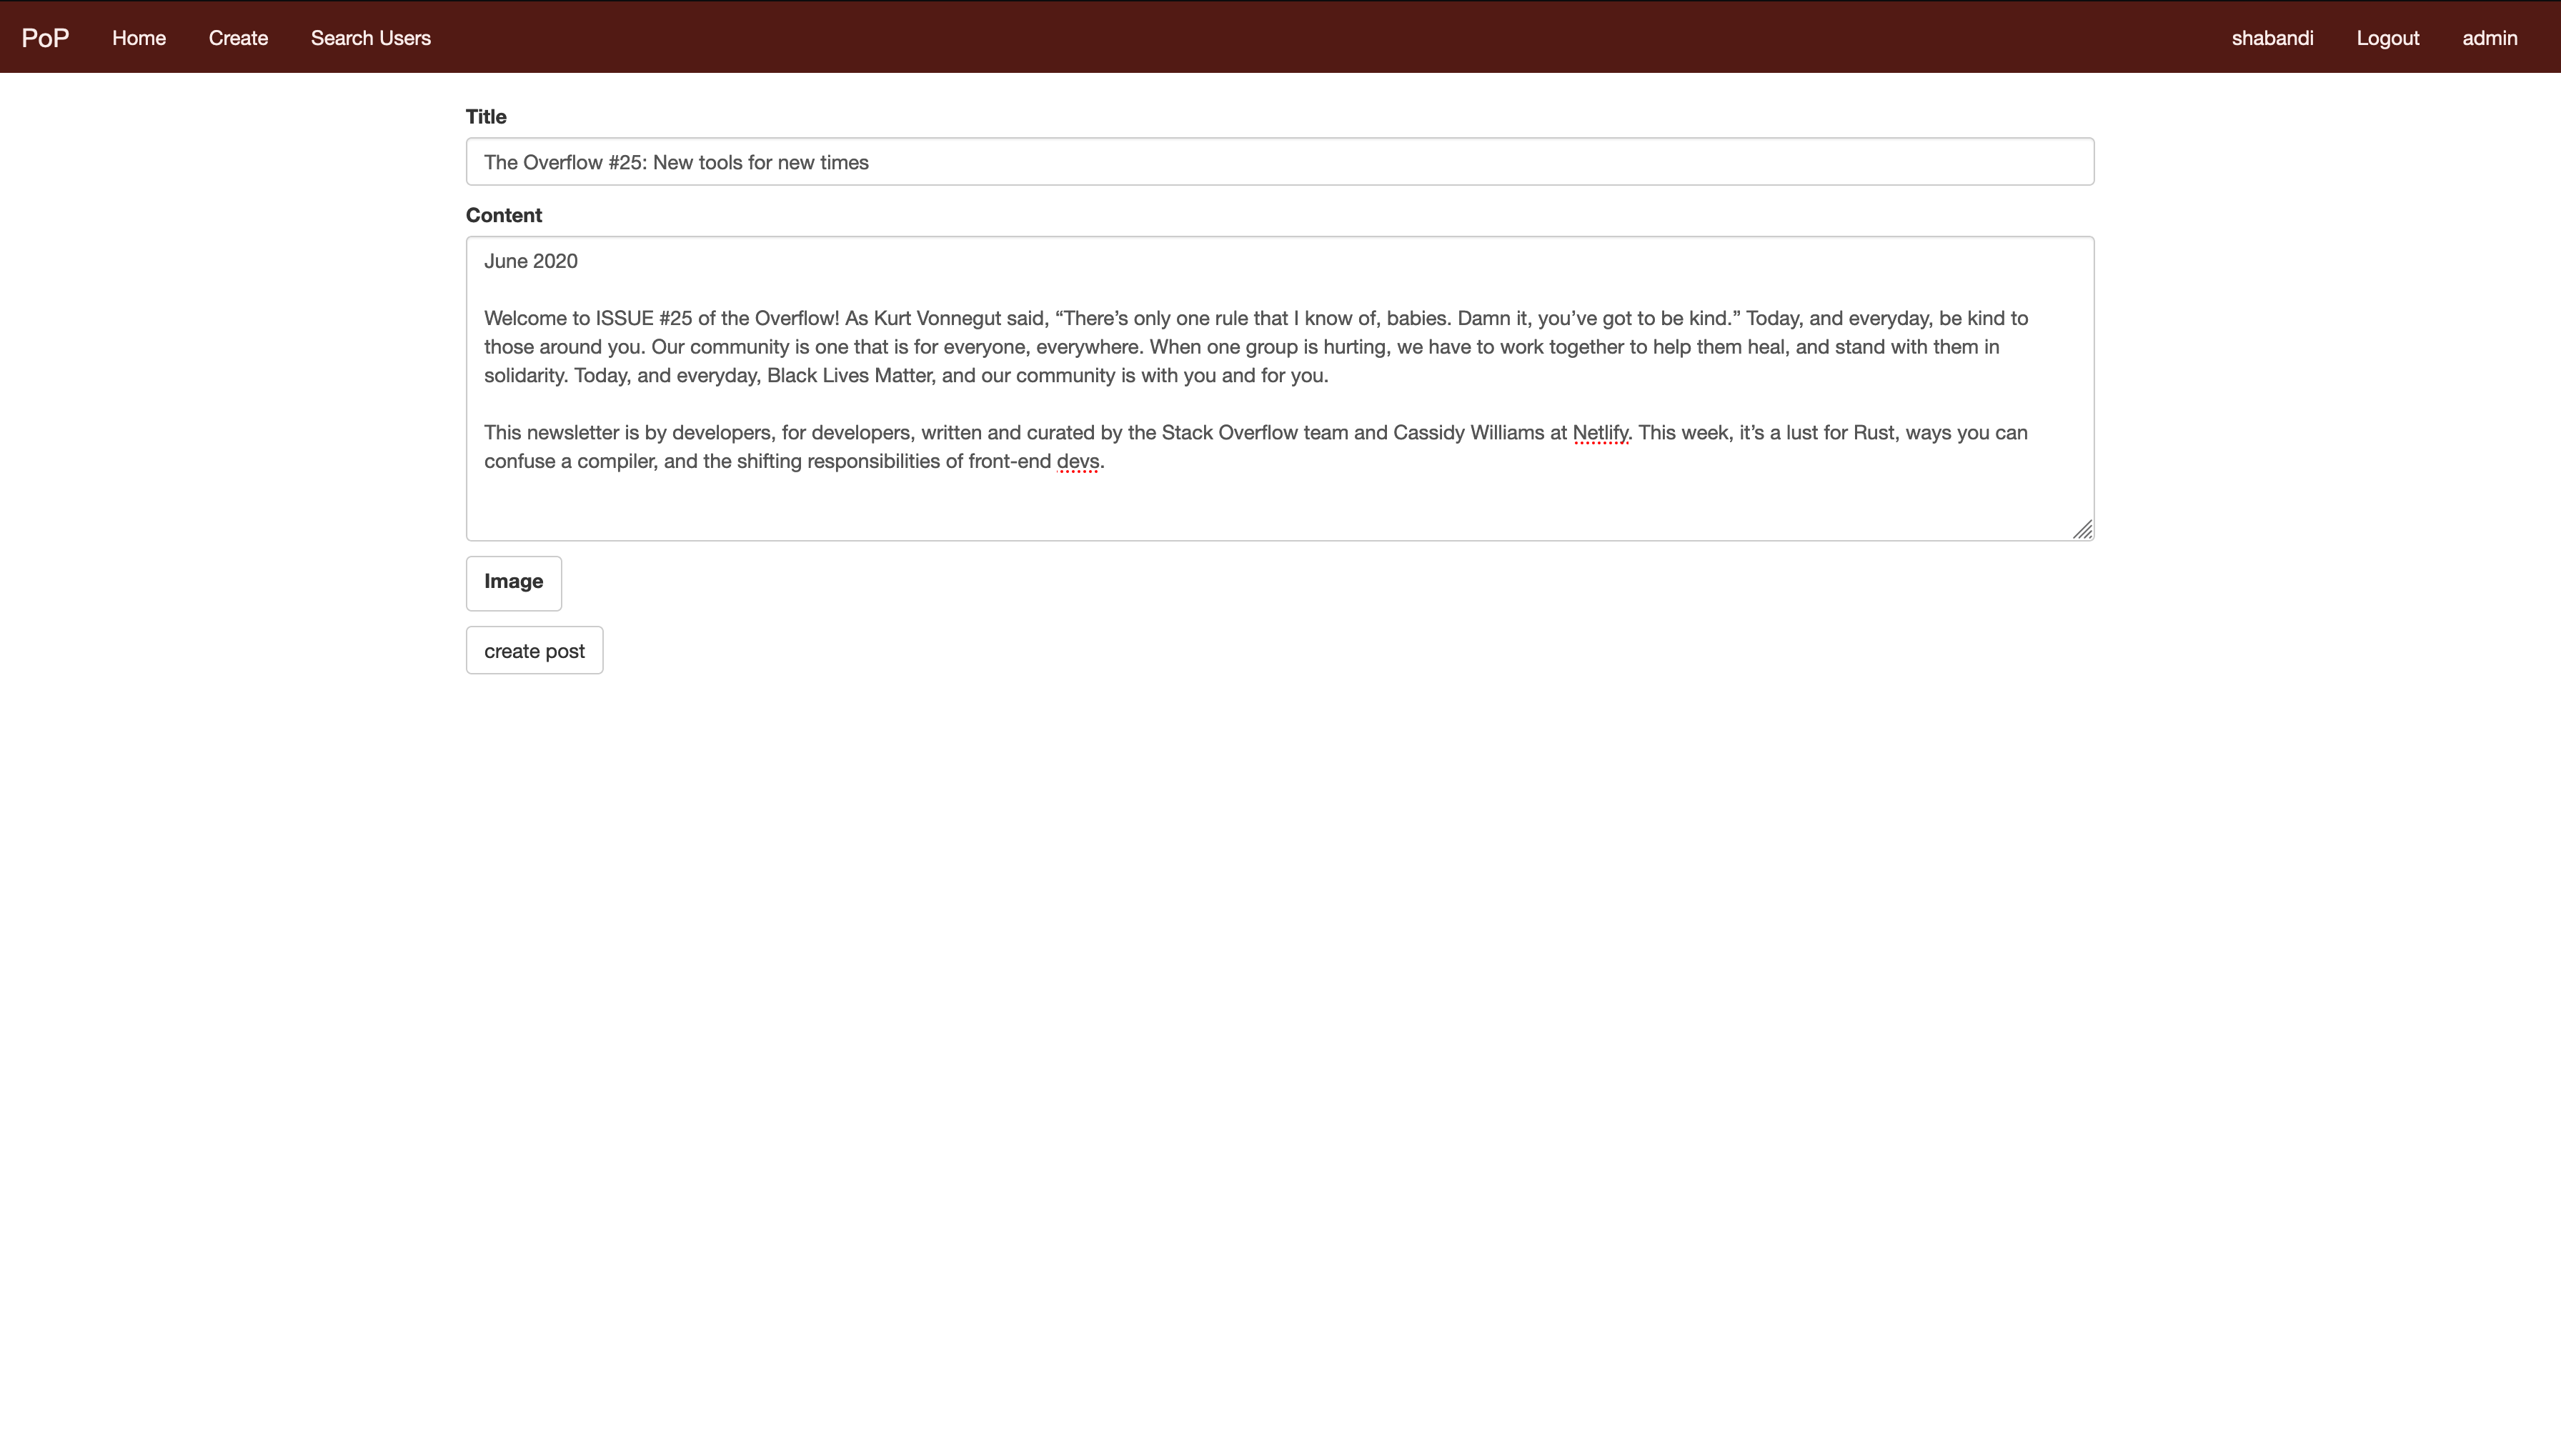 PoP Home Create Search Users shabandi Logout admin
Title
The Overflow #25: New tools for new times
Content
June 2020
Welcome to ISSUE #25 of the Overflow! As Kurt Vonnegut said, “There’s only one rule that I know of, babies. Damn it, you’ve got to be kind.” Today, and everyday, be kind to
those around you. Our community is one that is for everyone, everywhere. When one group is hurting, we have to work together to help them heal, and stand with them in
solidarity. Today, and everyday, Black Lives Matter, and our community is with you and for you.
This newsletter is by developers, for developers, written and curated by the Stack Overflow team and Cassidy Williams at Netlify. This week, it’s a lust for Rust, ways you can
confuse a compiler, and the shifting responsibilities of front-end devs.
Image
create post